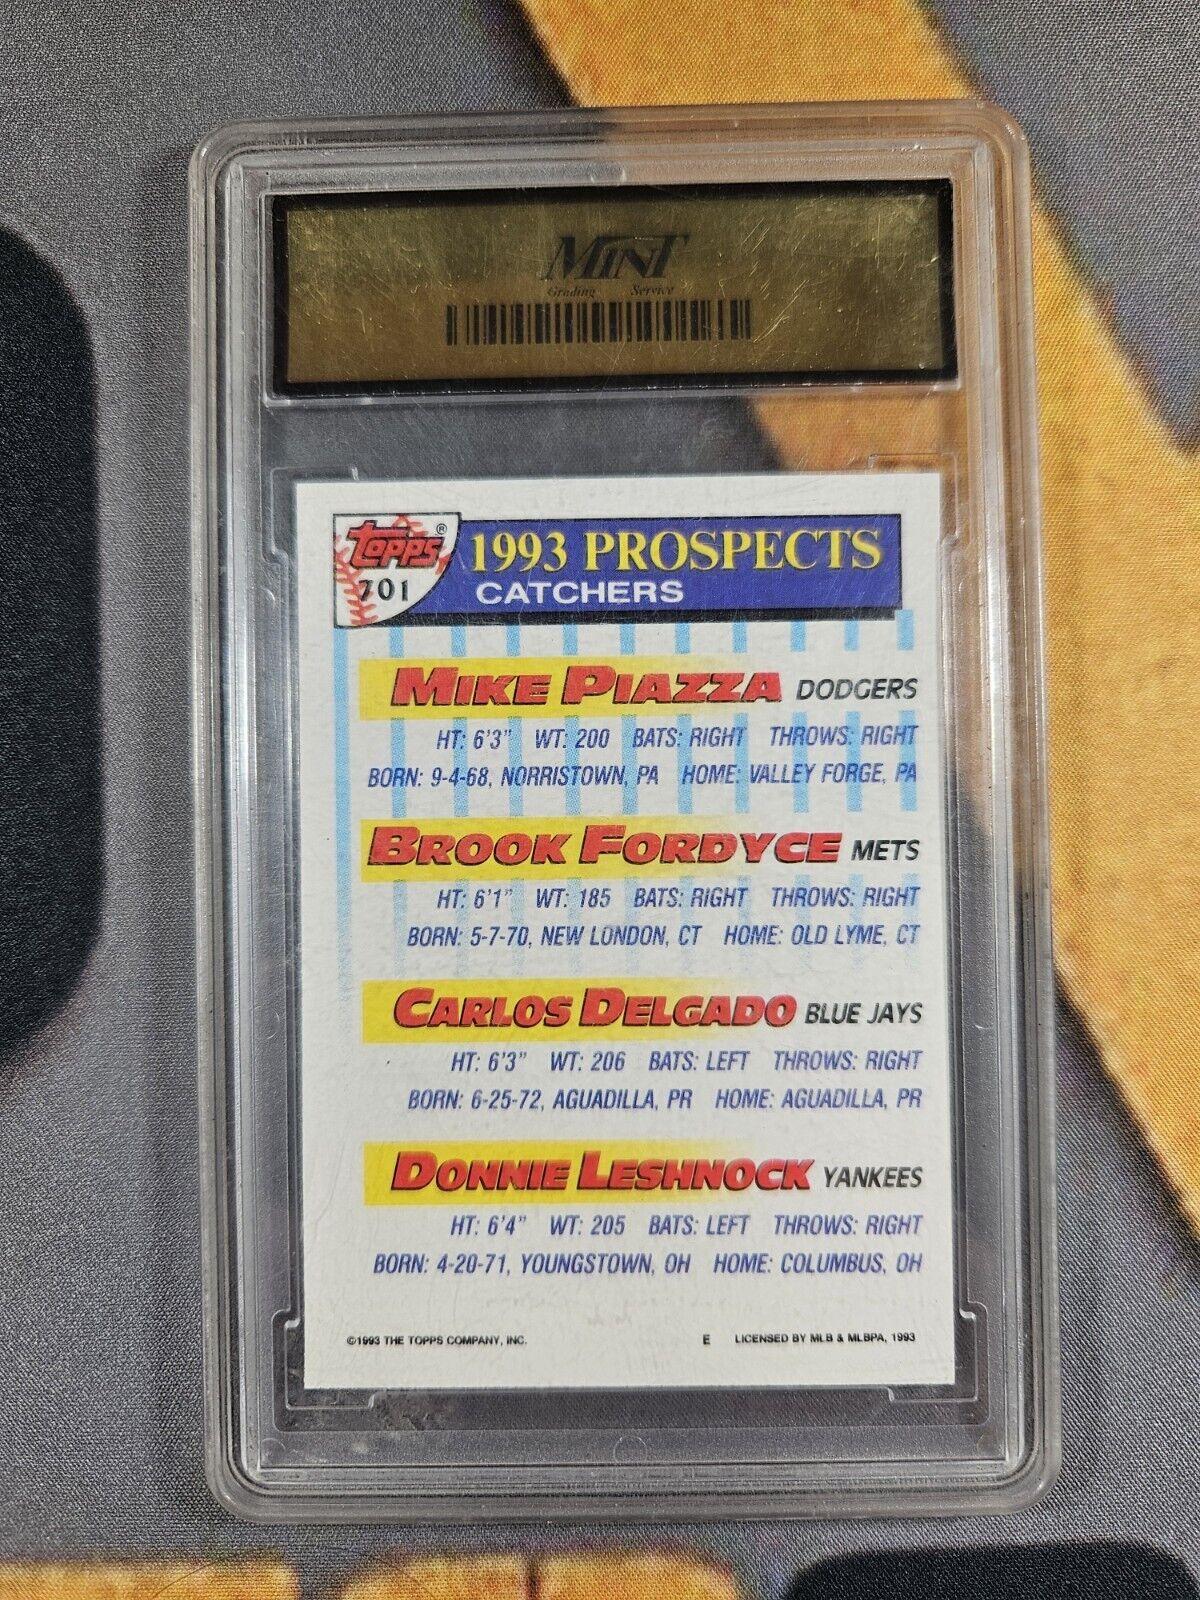 MINT
Grading Service
topps®
701
1993 PROSPECTS
CATCHERS
MIKE PIAZZA DODGERS
HT: 6'3" WT: 200 BATS: RIGHT THROWS: RIGHT
BORN: 9-4-68, NORRISTOWN, PA HOME: VALLEY FORGE, PA
BROOK FORDYCE METS
HT: 6'1" WT: 185 BATS: RIGHT THROWS: RIGHT
BORN: 5-7-70, NEW LONDON, CT HOME: OLD LYME, CT
CARLOS DELGADO BLUE JAYS
HT: 6'3" WT: 206 BATS: LEFT THROWS: RIGHT
BORN: 6-25-72, AGUADILLA, PR HOME: AGUADILLA, PR
DONNIE LESHNOCK YANKEES
HT: 6'4" WT: 205 BATS: LEFT THROWS: RIGHT
BORN: 4-20-71, YOUNGSTOWN, OH HOME: COLUMBUS, OH
©1993 THE TOPPS COMPANY, INC. E LICENSED BY MLB & MLBPA, 1993